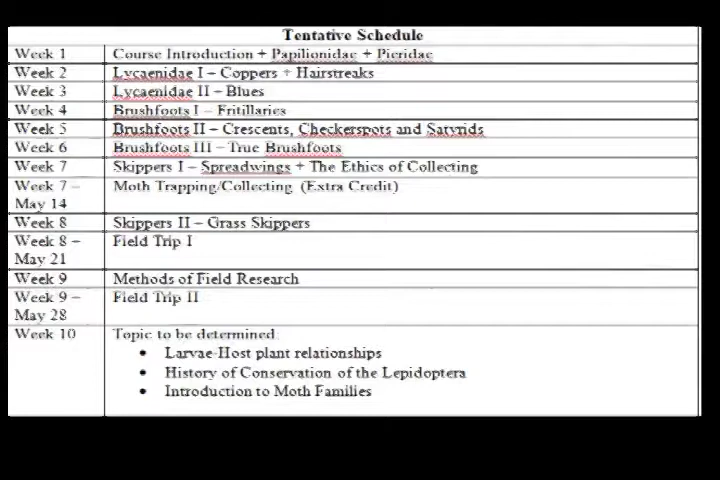 Tentative Schedule
Week 1 Course Introduction + Papilionidae + Pieridae
Week 2 Lycaenidae I – Coppers + Hairstreaks
Week 3 Lycaenidae II – Blues
Week 4 Brushfoots I – Fritillaries
Week 5 Brushfoots II – Crescents, Checkerspots and Satyrids
Week 6 Brushfoots III – True Brushfoots
Week 7 Skippers I – Spreadwings + The Ethics of Collecting
Week 7 – Moth Trapping/Collecting (Extra Credit)
May 14
Week 8 Skippers II – Grass Skippers
Week 8 – Field Trip I
May 21
Week 9 Methods of Field Research
Week 9 – Field Trip II
May 28
Week 10 Topic to be determined
• Larvae-Host plant relationships
• History of Conservation of the Lepidoptera
• Introduction to Moth Families